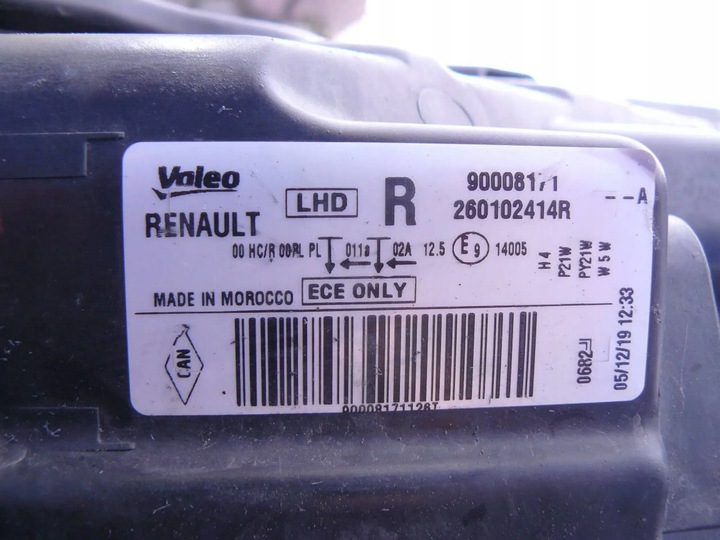 Valeo
RENAULT
LHD
R
90008171
260102414R
--A
00 HC/R 00RL PL 011a 02A 12.5 E9 14005
MADE IN MOROCCO
ECE ONLY
CAN
90008171128T
H4
P21W
PY21W
W5W
0682
05/12/19 12:33